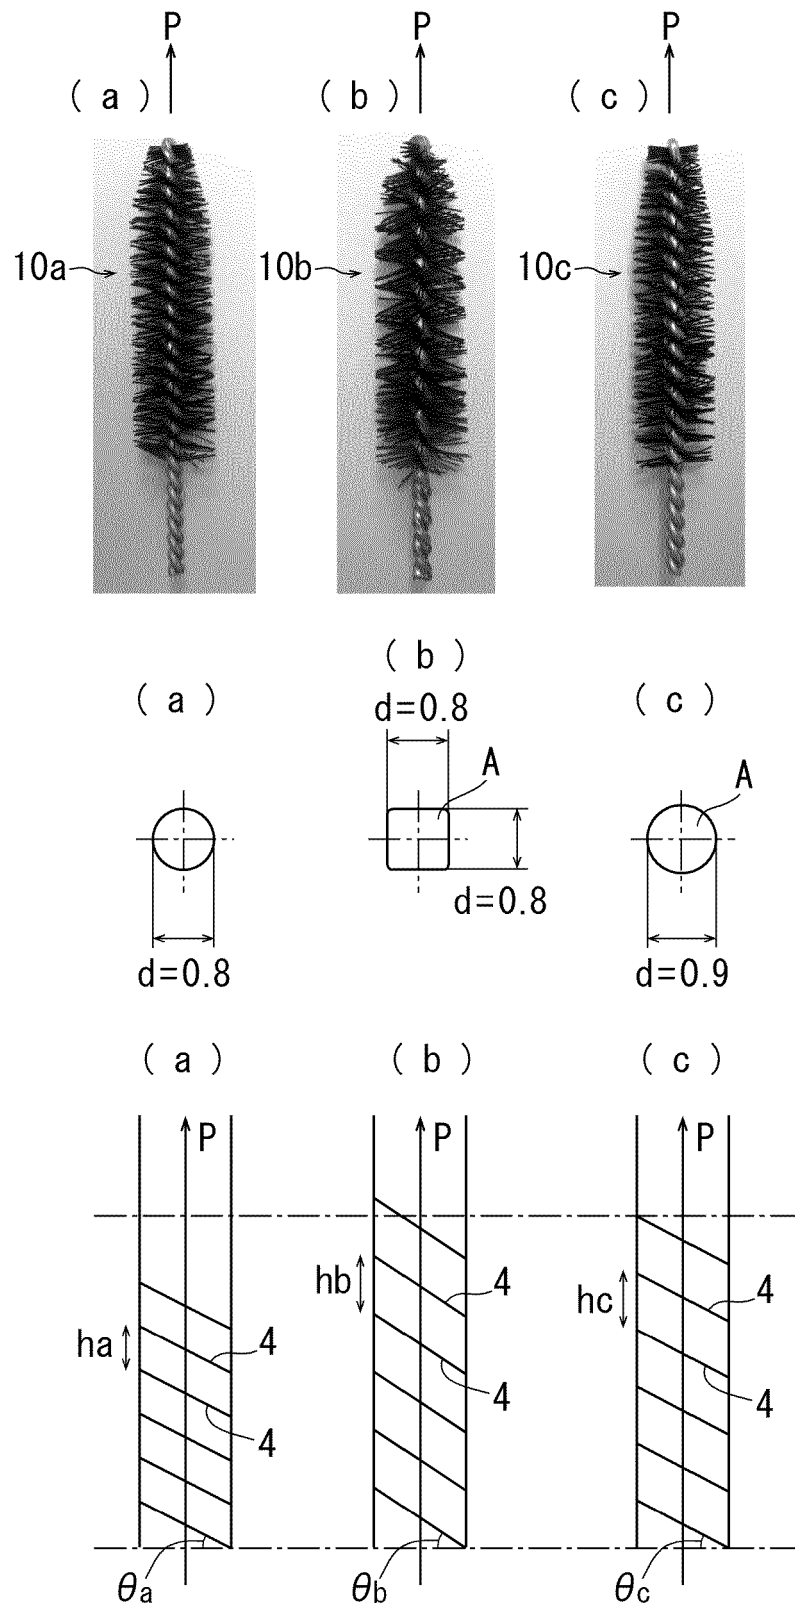 P P P
( a ) ( b ) ( c )
10a 10b 10c
( b )
( a ) d=0.8 ( c )
A A
d=0.8
d=0.8 d=0.9
( a ) ( b ) ( c )
P P P
hb 4 hc 4
ha 4
4 4 4
θa θb θc